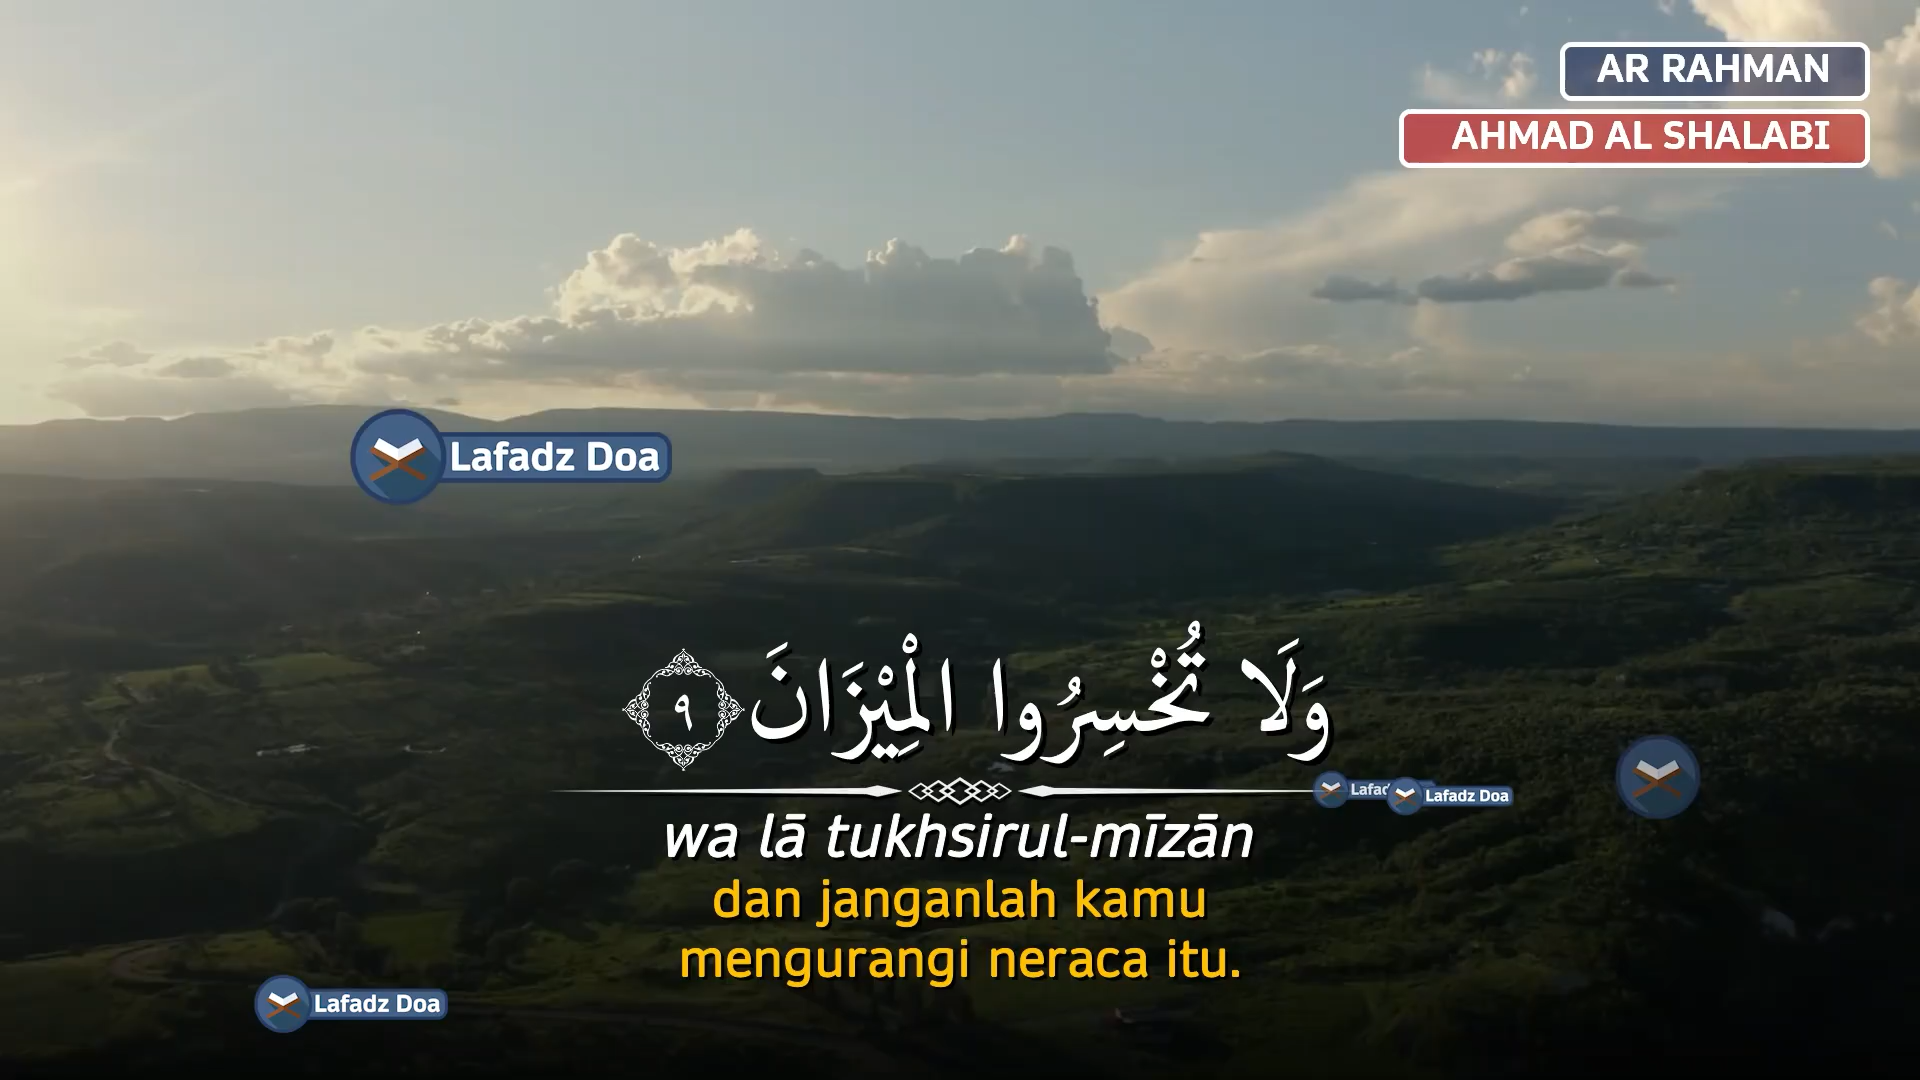 AR RAHMAN
AHMAD AL SHALABI
Lafadz Doa
وَلَا تُخْسِرُوا الْمِيْزَانَ ٩
Lafadz Doa
wa lā tukhsirul-mīzān
dan janganlah kamu
mengurangi neraca itu.
Lafadz Doa